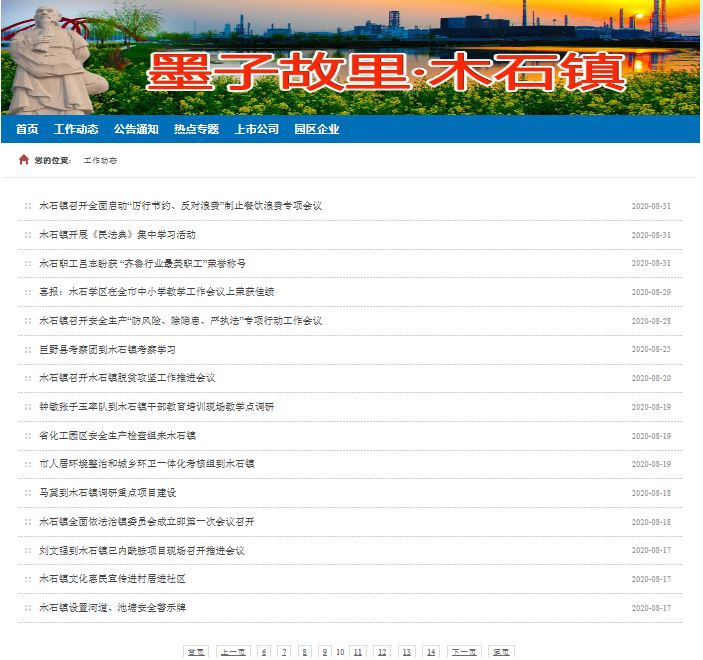 墨子故里·木石镇
首页 工作动态 公告通知 热点专题 上市公司 园区企业
您的位置： 工作动态
木石镇召开全面启动“厉行节约、反对浪费”制止餐饮浪费专项会议 2020-08-31
木石镇开展《民法典》集中学习活动 2020-08-31
木石职工吕志盼获 “齐鲁行业最美职工”荣誉称号 2020-08-31
喜报：木石学区在全市中小学教学工作会议上荣获佳绩 2020-08-29
木石镇召开安全生产“防风险、除隐患、严执法”专项行动工作会议 2020-08-28
巨野县考察团到木石镇考察学习 2020-08-25
木石镇召开木石镇脱贫攻坚工作推进会议 2020-08-20
钟敏张子玉率队到木石镇干部教育培训现场教学点调研 2020-08-19
省化工园区安全生产检查组来木石镇 2020-08-19
市人居环境整治和城乡环卫一体化考核组到木石镇 2020-08-19
马冀到木石镇调研重点项目建设 2020-08-18
木石镇全面依法治镇委员会成立即第一次会议召开 2020-08-18
刘文强到木石镇己内酰胺项目现场召开推进会议 2020-08-17
木石镇文化惠民宣传进村居进社区 2020-08-17
木石镇设置河道、池塘安全警示牌 2020-08-17
首页 上一页 6 7 8 9 10 11 12 13 14 下一页 尾页